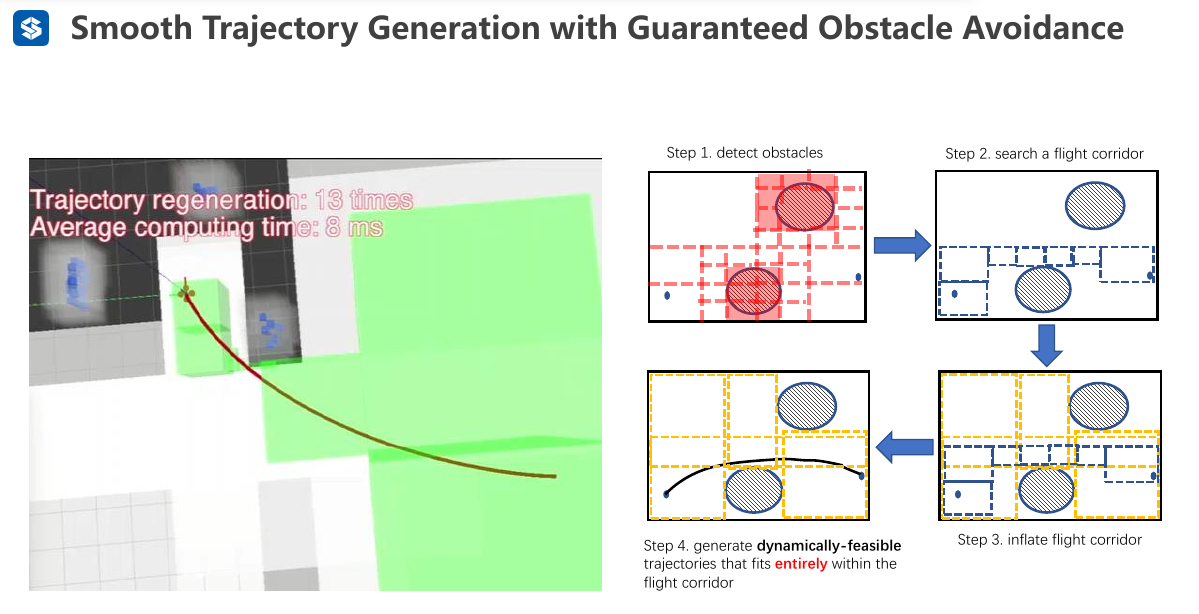 Smooth Trajectory Generation with Guaranteed Obstacle Avoidance
Trajectory regeneration: 13 times
Average computing time: 8 ms
Step 1. detect obstacles
Step 2. search a flight corridor
Step 3. inflate flight corridor
Step 4. generate dynamically-feasible
trajectories that fits entirely within the
flight corridor